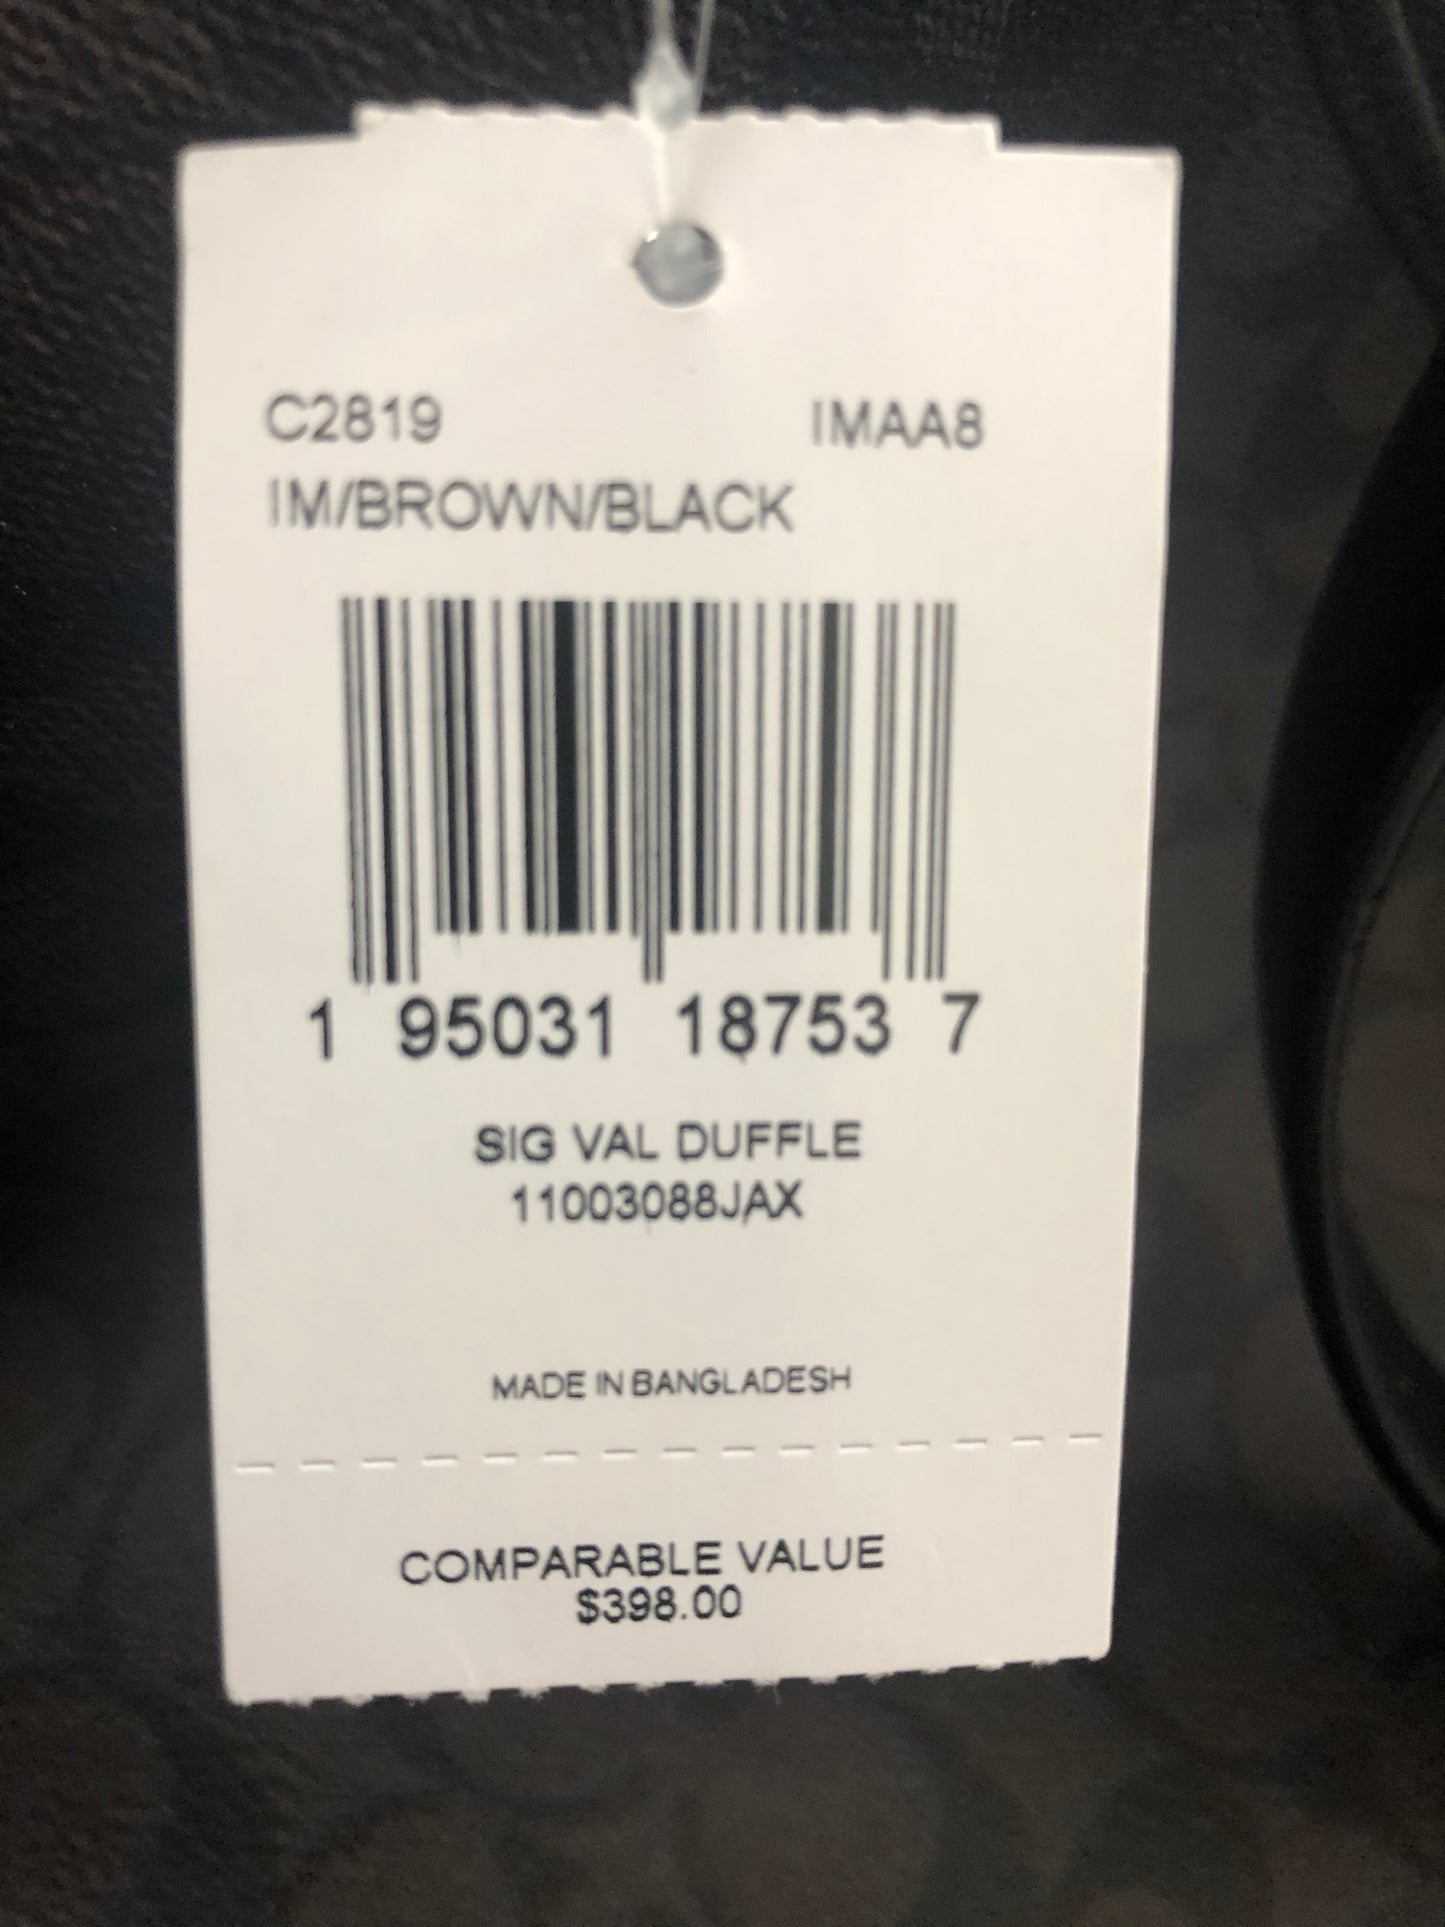 C2819 IMAA8
IM/BROWN/BLACK
1 95031 18753 7
SIG VAL DUFFLE
11003088JAX
MADE IN BANGLADESH
COMPARABLE VALUE
$398.00